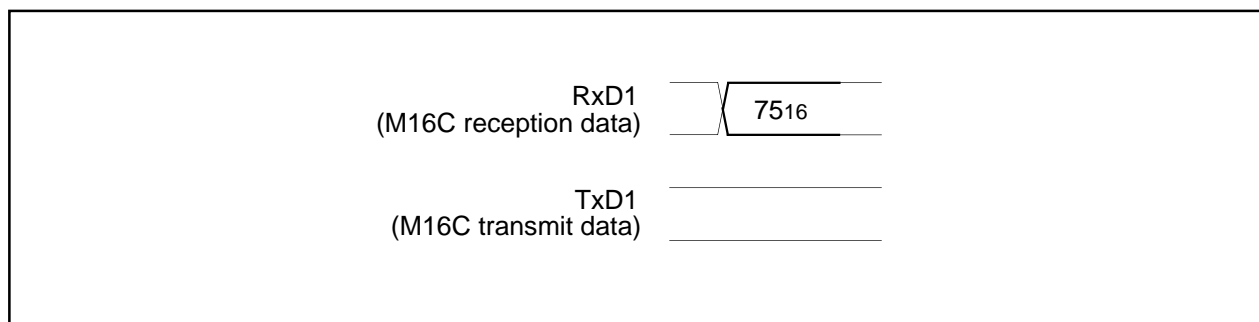 RxD1
(M16C reception data)
7516
TxD1
(M16C transmit data)